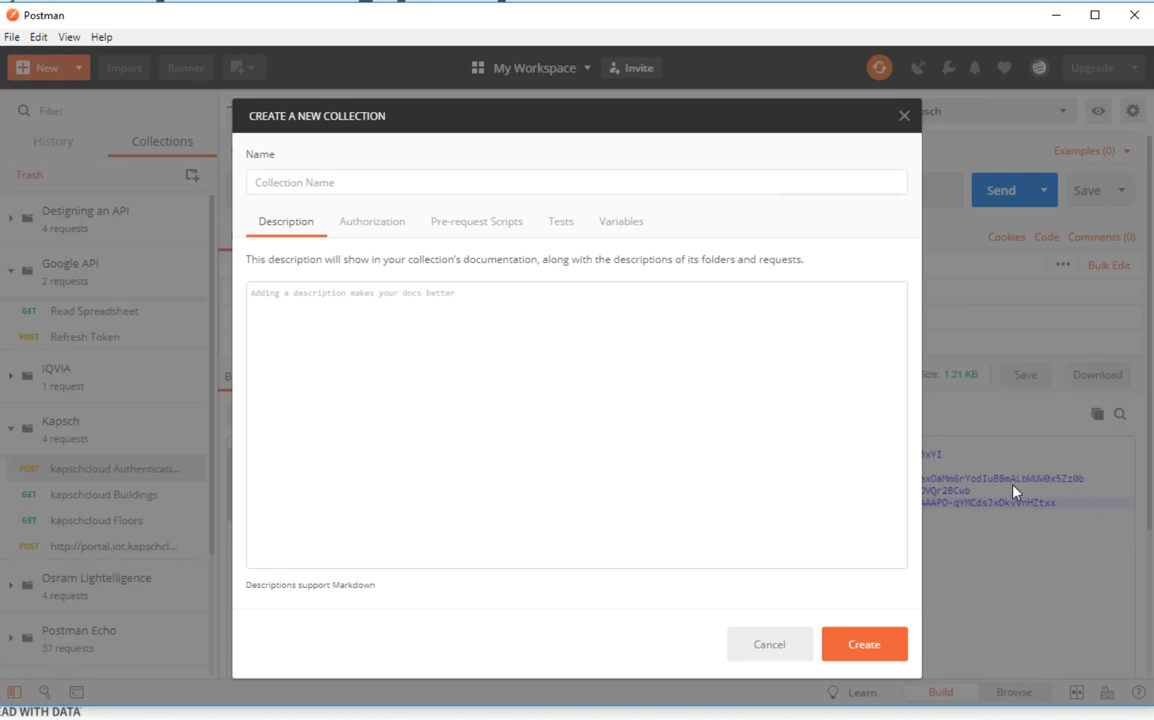 Postman
File Edit View Help
New Import Runner My Workspace Invite Upgrade
Filter
History Collections
Trash
Designing an API
4 requests
Google API
2 requests
GET Read Spreadsheet
POST Refresh Token
IQVIA
1 request
Kapsch
4 requests
POST kapschcloud Authenticati...
GET kapschcloud Buildings
GET kapschcloud Floors
POST http://portal.iot.kapschcl...
Osram Lightelligence
4 requests
Postman Echo
37 requests
CREATE A NEW COLLECTION
Name
Collection Name
Description Authorization Pre-request Scripts Tests Variables
This description will show in your collection's documentation, along with the descriptions of its folders and requests.
Adding a description makes your docs better
Descriptions support Markdown
Cancel Create
Examples (0)
Send Save
Cookies Code Comments (0)
Bulk Edit
1.21 KB Save Download
Learn Build Browse
EAD WITH DATA